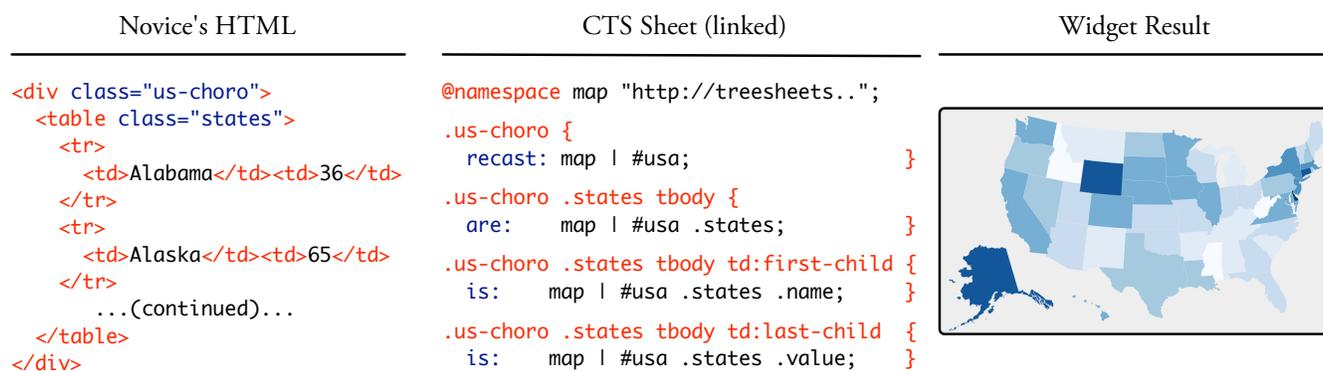 Novice's HTML
<div class="us-choro">
<table class="states">
<tr>
<td>Alabama</td><td>36</td>
</tr>
<tr>
<td>Alaska</td><td>65</td>
</tr>
...(continued)...
</table>
</div>
CTS Sheet (linked)
@namespace map "http://treesheets..";
.us-choro {
recast: map | #usa; }
.us-choro .states tbody {
are: map | #usa .states; }
.us-choro .states tbody td:first-child {
is: map | #usa .states .name; }
.us-choro .states tbody td:last-child {
is: map | #usa .states .value; }
Widget Result